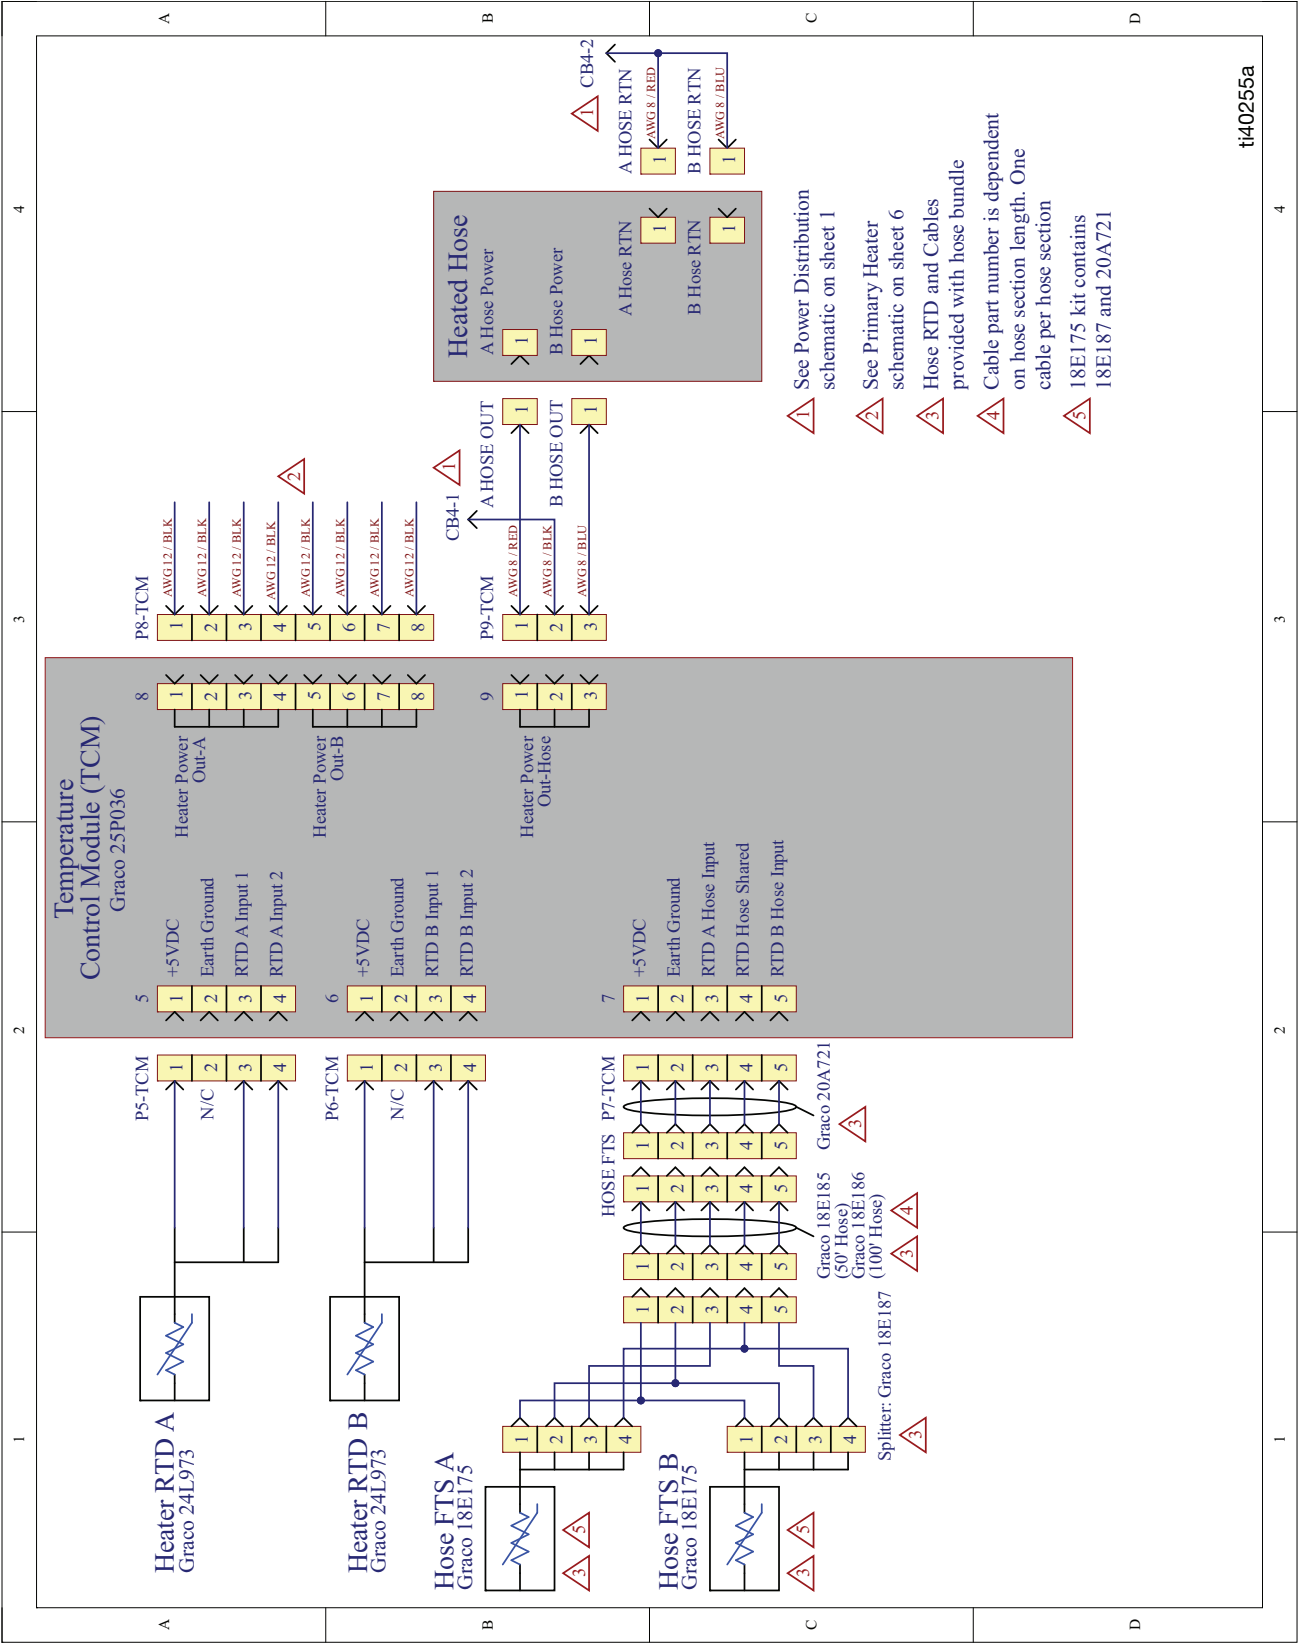 1
2
3
4
A
B
C
D
Heater RTD A
Graco 24L973
P5-TCM
1
N/C 2
3
4
5
1 +5VDC
2 Earth Ground
3 RTD A Input 1
4 RTD A Input 2
Temperature
Control Module (TCM)
Graco 25P036
Heater Power
Out-A
Heater Power
Out-B
8
1
2
3
4
5
6
7
8
P8-TCM
1 AWG 12 / BLK
2 AWG 12 / BLK
3 AWG 12 / BLK
4 AWG 12 / BLK
5 AWG 12 / BLK
6 AWG 12 / BLK
7 AWG 12 / BLK
8 AWG 12 / BLK
2
Heater RTD B
Graco 24L973
P6-TCM
1
N/C 2
3
4
6
1 +5VDC
2 Earth Ground
3 RTD B Input 1
4 RTD B Input 2
Heater Power
Out-Hose
9
1
2
3
P9-TCM
1 AWG 8 / RED
2 AWG 8 / BLK
3 AWG 8 / BLU
CB4-1
1
A HOSE OUT
1
B HOSE OUT
1
Heated Hose
A Hose Power
1
B Hose Power
1
A Hose RTN
1
B Hose RTN
1
A HOSE RTN
1
AWG 8 / RED
B HOSE RTN
1
AWG 8 / BLU
1
CB4-2
Hose FTS A
Graco 18E175
3
5
1
2
3
4
Hose FTS B
Graco 18E175
3
5
1
2
3
4
Splitter: Graco 18E187
3
1
2
3
4
5
1
2
3
4
5
Graco 18E185
(50' Hose)
Graco 18E186
(100' Hose)
3
4
HOSE FTS
1
2
3
4
5
1
2
3
4
5
Graco 20A721
3
P7-TCM
1
2
3
4
5
7
1 +5VDC
2 Earth Ground
3 RTD A Hose Input
4 RTD Hose Shared
5 RTD B Hose Input
1 See Power Distribution
schematic on sheet 1
2 See Primary Heater
schematic on sheet 6
3 Hose RTD and Cables
provided with hose bundle
4 Cable part number is dependent
on hose section length. One
cable per hose section
5 18E175 kit contains
18E187 and 20A721
ti40255a
A
B
C
D
1
2
3
4